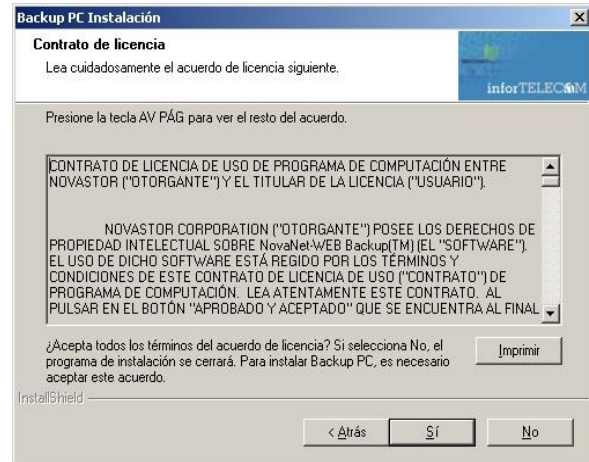 Backup PC Instalación
Contrato de licencia
Lea cuidadosamente el acuerdo de licencia siguiente.
inforTELECOM
Presione la tecla AV PÁG para ver el resto del acuerdo.
CONTRATO DE LICENCIA DE USO DE PROGRAMA DE COMPUTACIÓN ENTRE
NOVASTOR ("OTORGANTE") Y EL TITULAR DE LA LICENCIA ("USUARIO").
NOVASTOR CORPORATION ("OTORGANTE") POSEE LOS DERECHOS DE
PROPIEDAD INTELECTUAL SOBRE NovaNet-WEB Backup(TM) (EL "SOFTWARE").
EL USO DE DICHO SOFTWARE ESTÁ REGIDO POR LOS TÉRMINOS Y
CONDICIONES DE ESTE CONTRATO DE LICENCIA DE USO ("CONTRATO") DE
PROGRAMA DE COMPUTACIÓN. LEA ATENTAMENTE ESTE CONTRATO. AL
PULSAR EN EL BOTÓN "APROBADO Y ACEPTADO" QUE SE ENCUENTRA AL FINAL
¿Acepta todos los términos del acuerdo de licencia? Si selecciona No, el
programa de instalación se cerrará. Para instalar Backup PC, es necesario
aceptar este acuerdo.
Imprimir
InstallShield
< Atrás
Sí
No